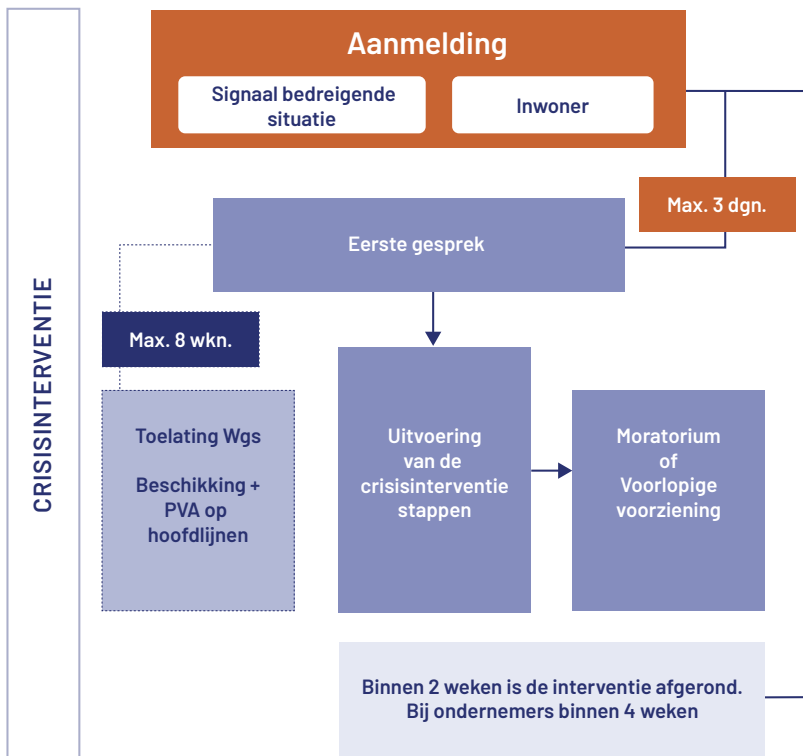 CRISISINTERVENTIE
Aanmelding
Signaal bedreigende
situatie
Inwoner
Max. 3 dgn.
Eerste gesprek
Max. 8 wkn.
Toelating Wgs
Beschikking +
PVA op
hoofdlijnen
Uitvoering
van de
crisisinterventie
stappen
Moratorium
of
Voorlopige
voorziening
Binnen 2 weken is de interventie afgerond.
Bij ondernemers binnen 4 weken